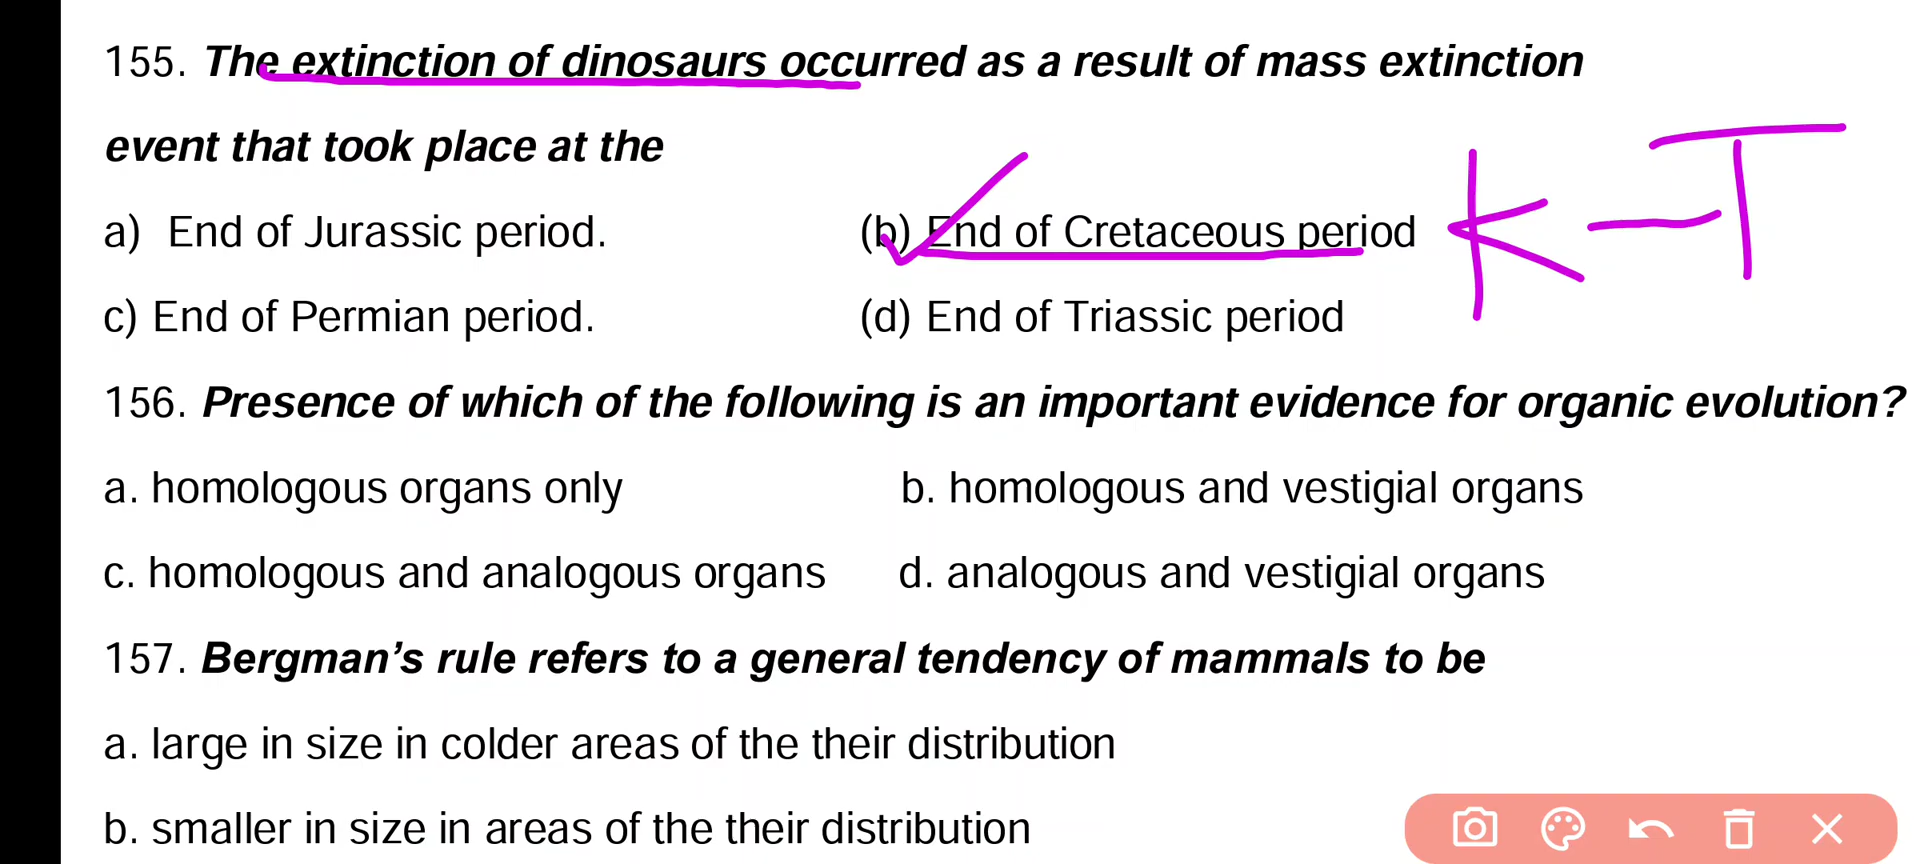 155. The extinction of dinosaurs occurred as a result of mass extinction
event that took place at the
a) End of Jurassic period. (b) End of Cretaceous period K-T
c) End of Permian period. (d) End of Triassic period
156. Presence of which of the following is an important evidence for organic evolution?
a. homologous organs only b. homologous and vestigial organs
c. homologous and analogous organs d. analogous and vestigial organs
157. Bergman’s rule refers to a general tendency of mammals to be
a. large in size in colder areas of the their distribution
b. smaller in size in areas of the their distribution